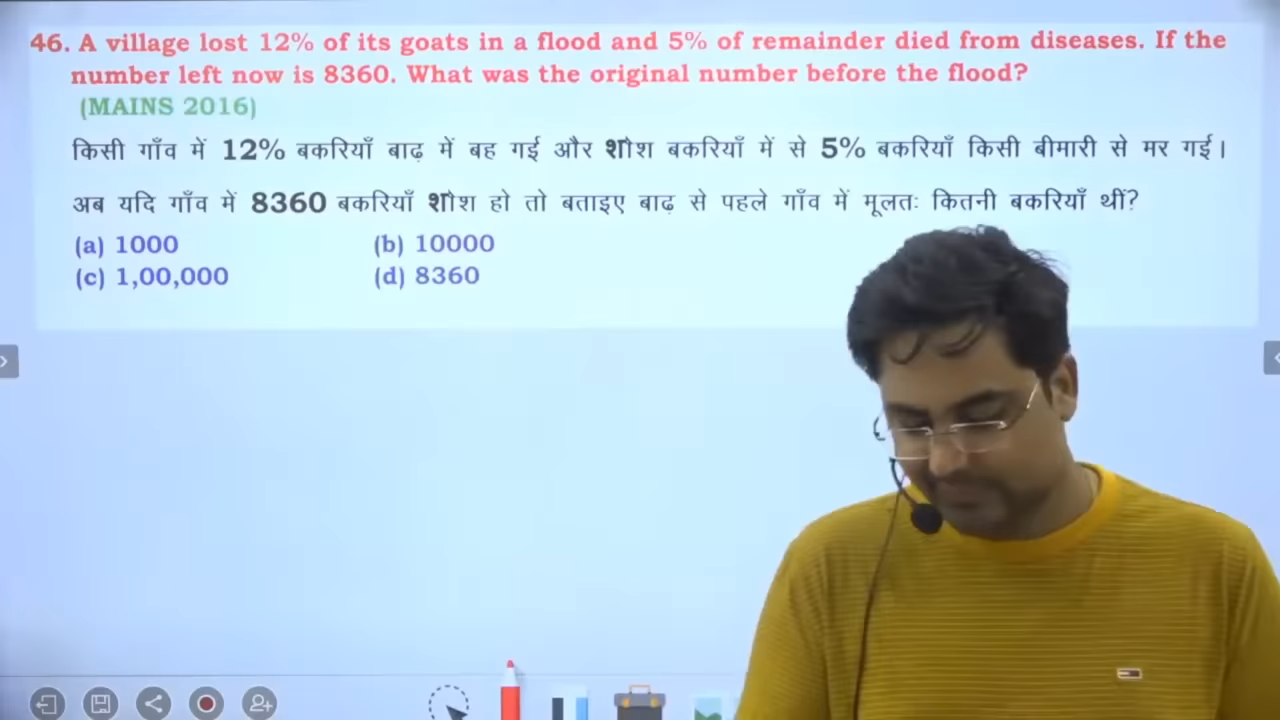 46. A village lost 12% of its goats in a flood and 5% of remainder died from diseases. If the
number left now is 8360. What was the original number before the flood?
(MAINS 2016)
किसी गाँव में 12% बकरियाँ बाढ़ में बह गई और शोश बकरियाँ में से 5% बकरियाँ किसी बीमारी से मर गई।
अब यदि गाँव में 8360 बकरियाँ शोश हो तो बताइए बाढ़ से पहले गाँव में मूलतः कितनी बकरियाँ थीं?
(a) 1000 (b) 10000
(c) 1,00,000 (d) 8360